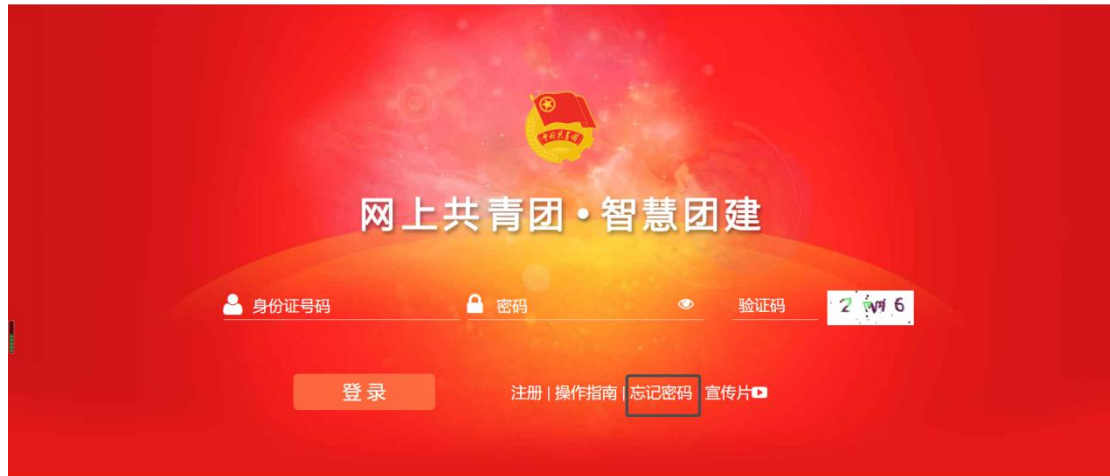 网上共青团·智慧团建
身份证号码 密码 验证码
登录 注册 | 操作指南 | 忘记密码 宣传片